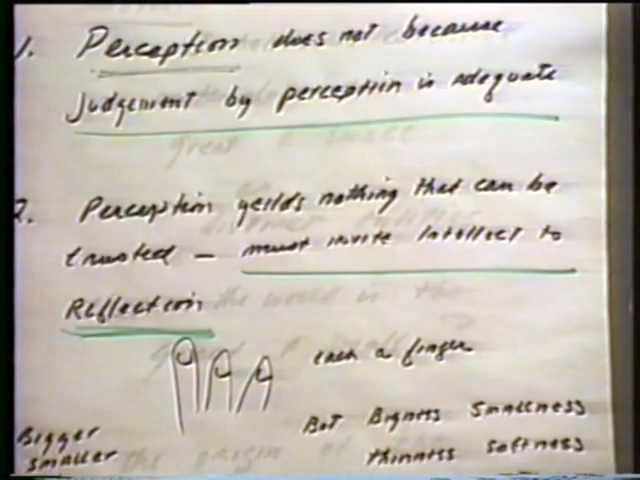 1. Perception does not because
Judgement by perception is adequate
2. Perception yeilds nothing that can be
trusted — must invite Intellect to
Reflection
each a finger
But Bigness Smallness
thinness Softness
Bigger
smaller